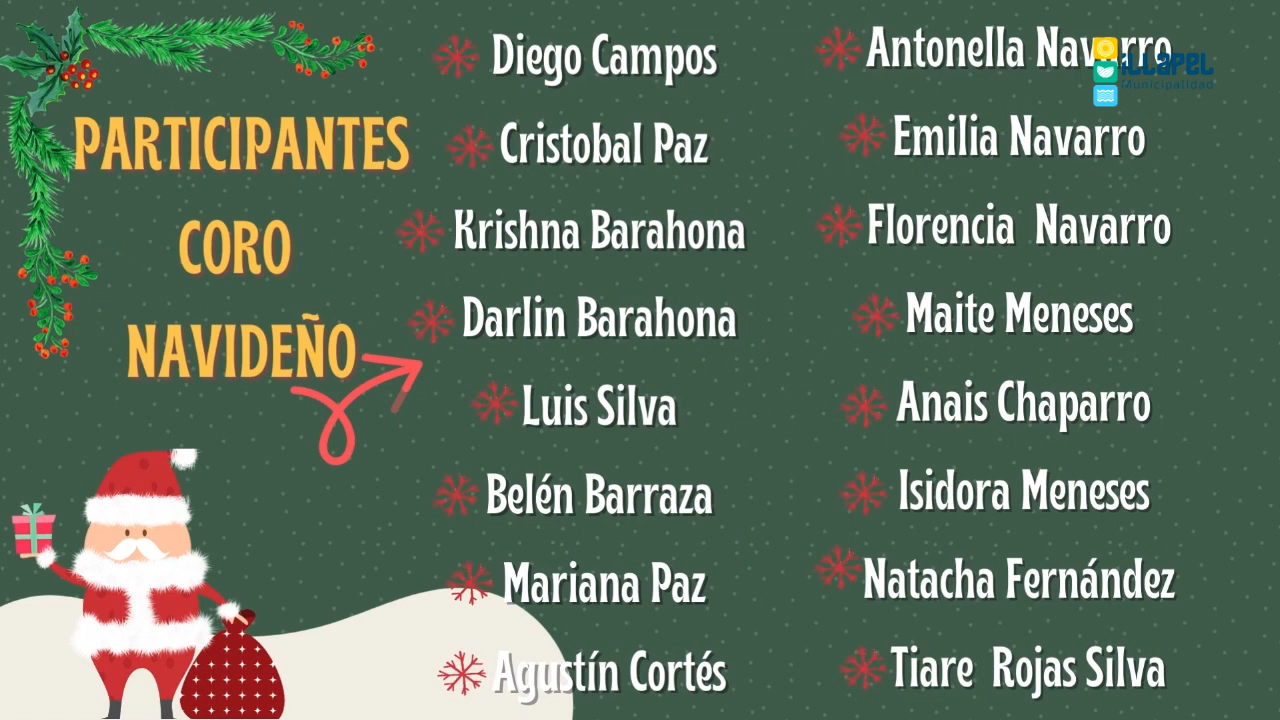 PARTICIPANTES
CORO
NAVIDEÑO
Diego Campos
Cristobal Paz
Krishna Barahona
Darlin Barahona
Luis Silva
Belén Barraza
Mariana Paz
Agustín Cortés
Antonella Navarro
Emilia Navarro
Florencia Navarro
Maite Meneses
Anais Chaparro
Isidora Meneses
Natacha Fernández
Tiare Rojas Silva
illapel
Municipalidad